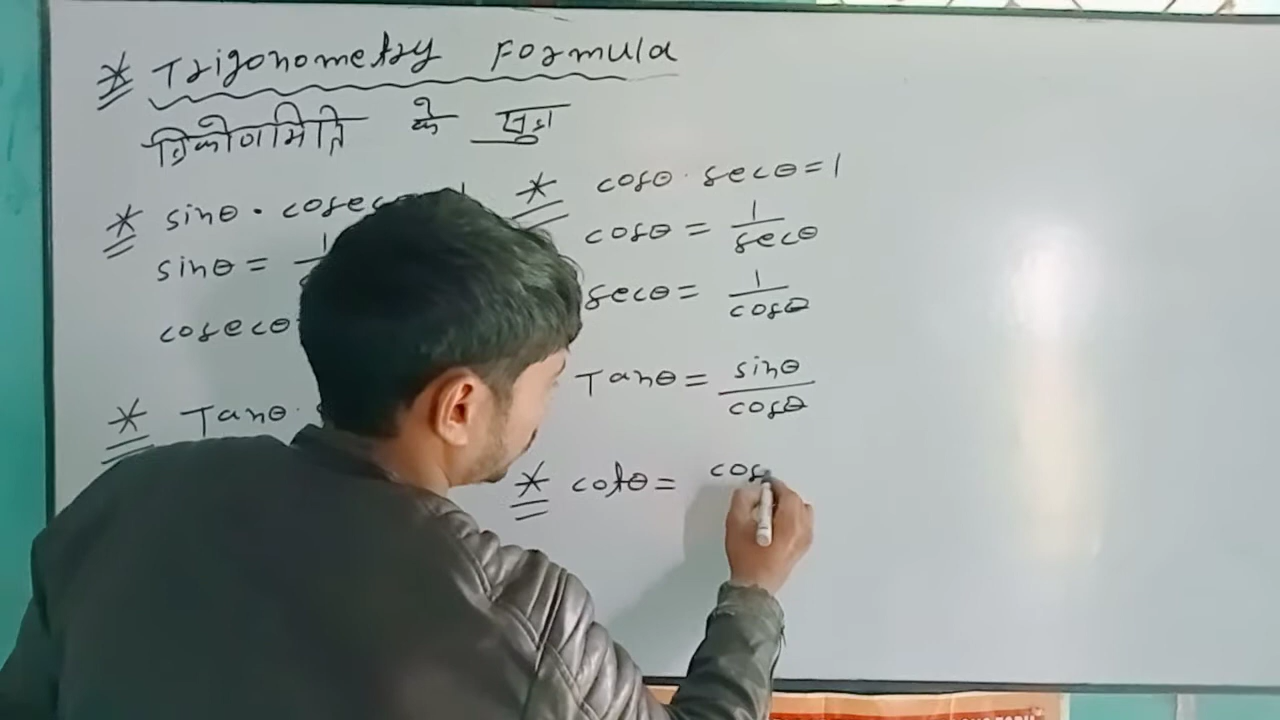 * Trigonometry Formula
त्रिकोणमिति के सुत्र
* sinθ · cosec
sinθ = 1
cosecθ
* Tanθ ·
* cosθ · secθ = 1
cosθ = 1/secθ
secθ = 1/cosθ
Tanθ = sinθ/cosθ
* cotθ = cos